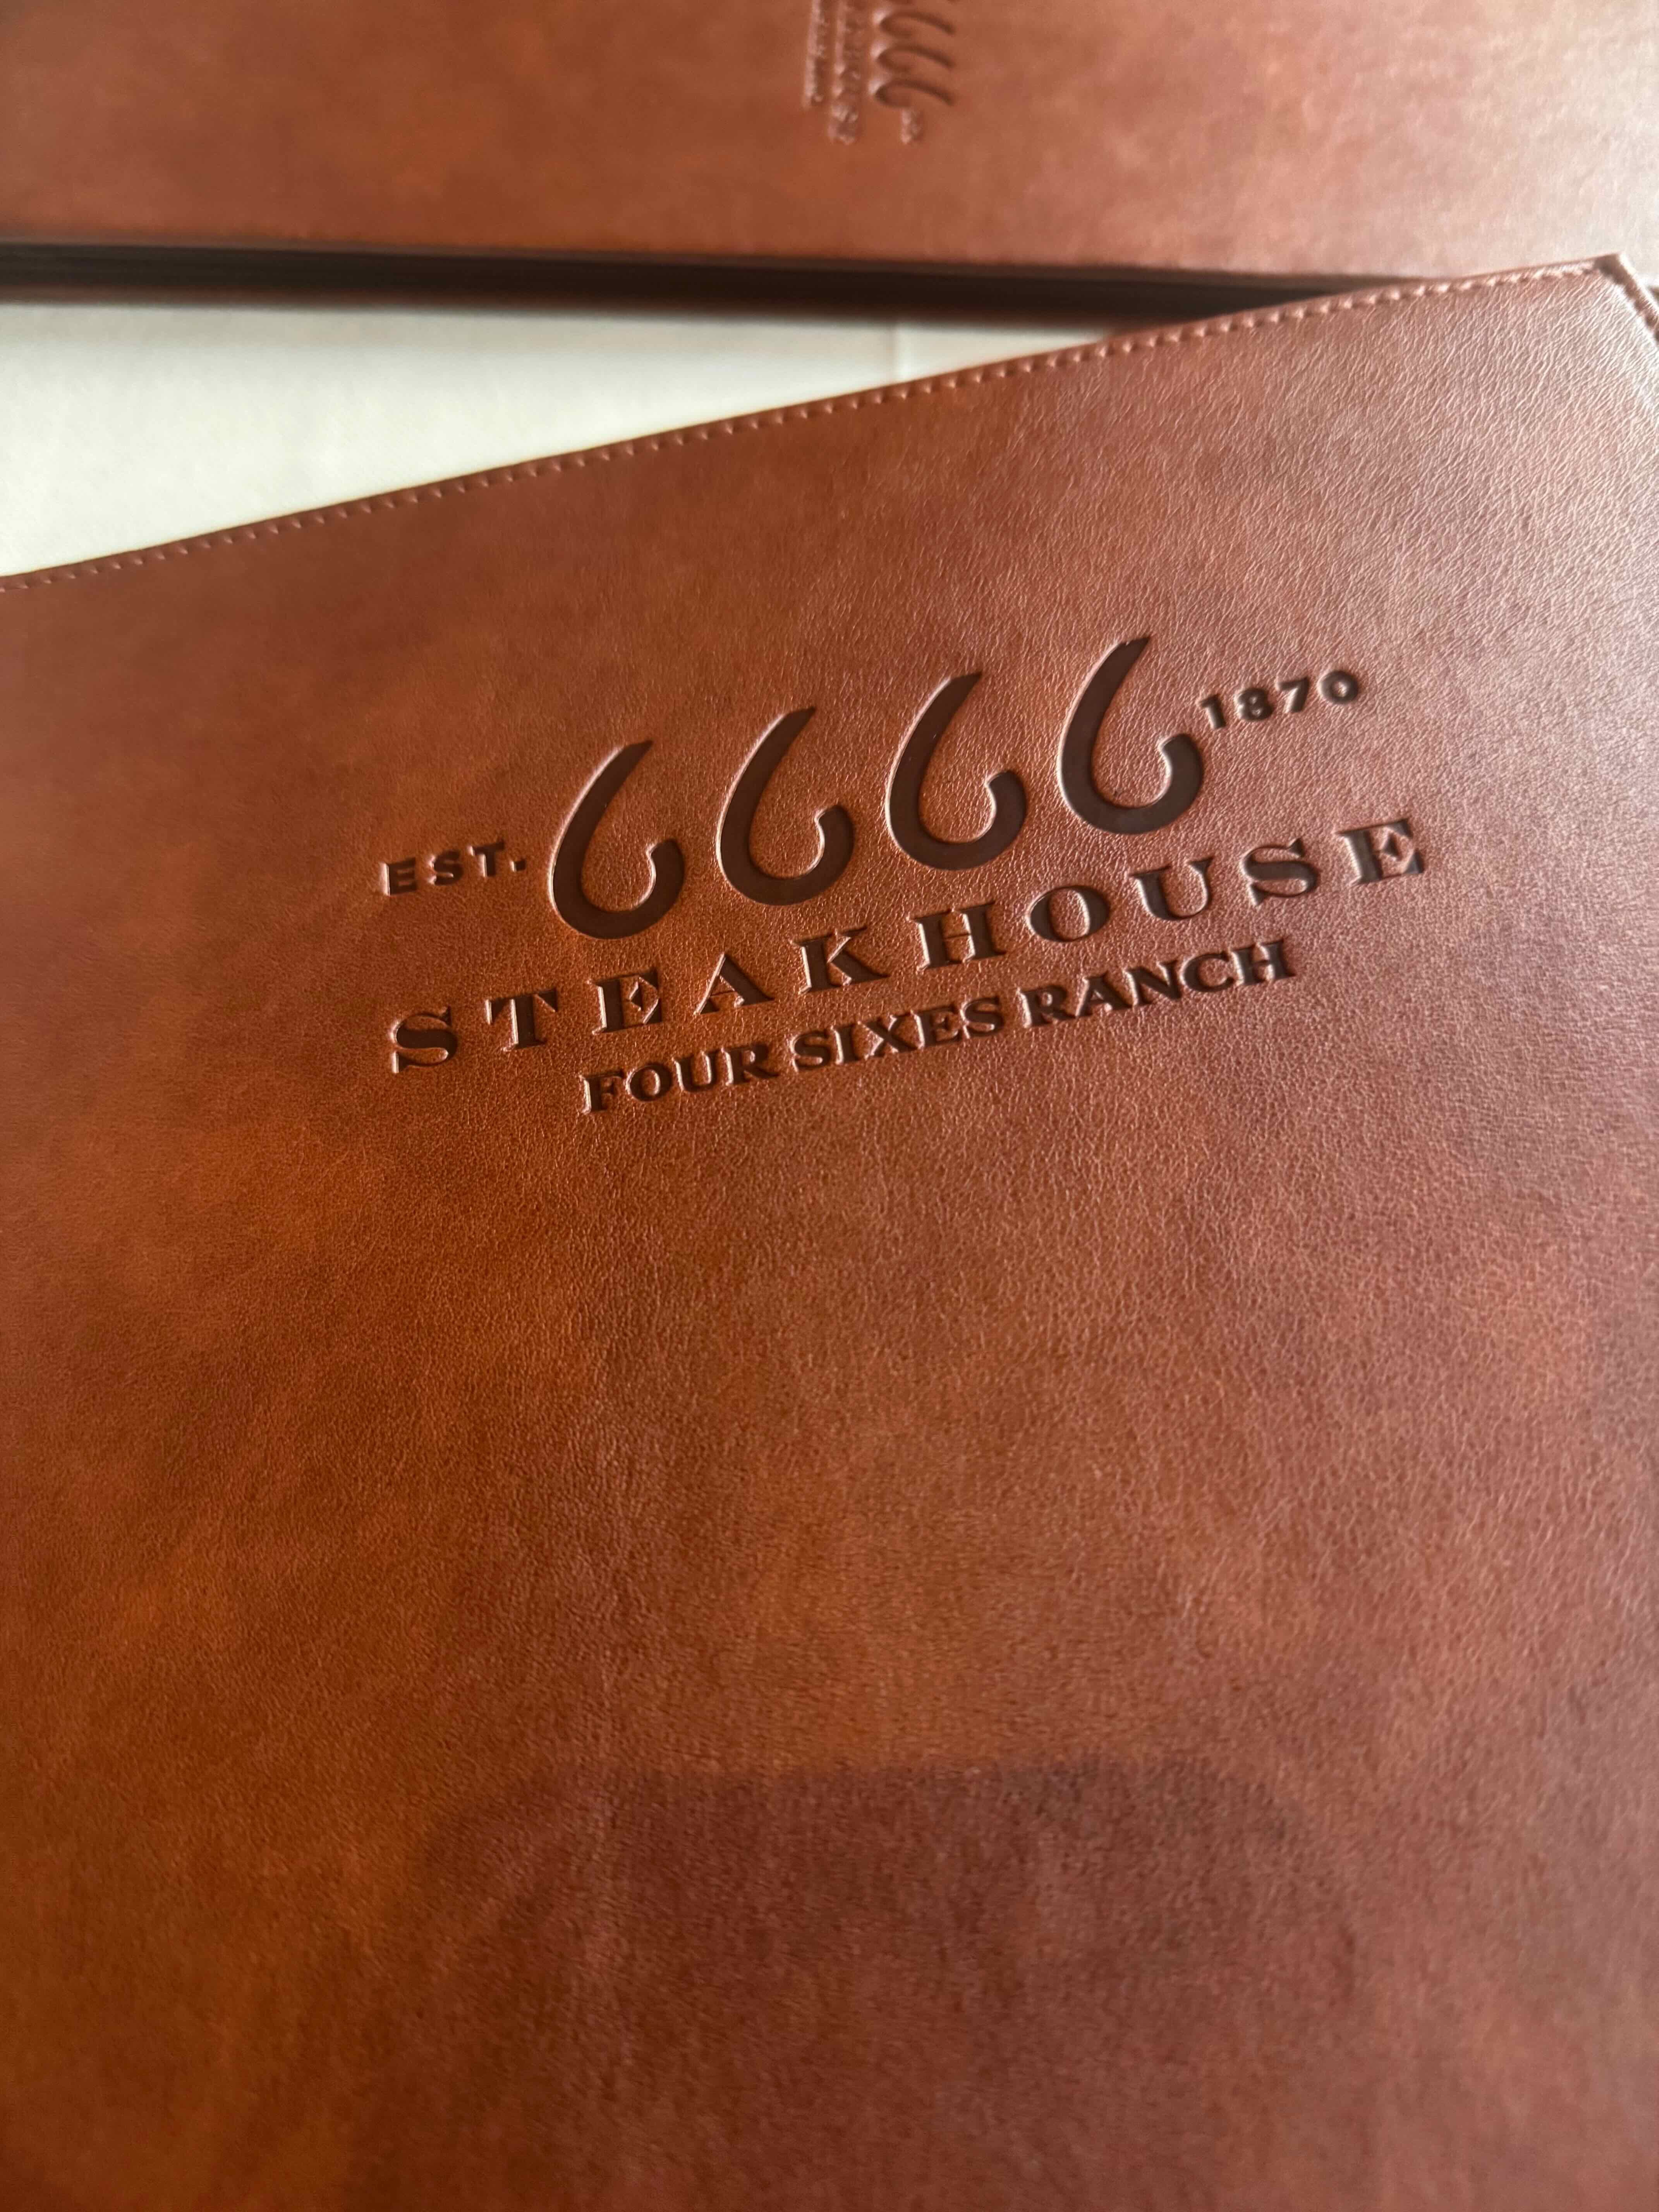 EST. 6666 1870
STEAKHOUSE
FOUR SIXES RANCH